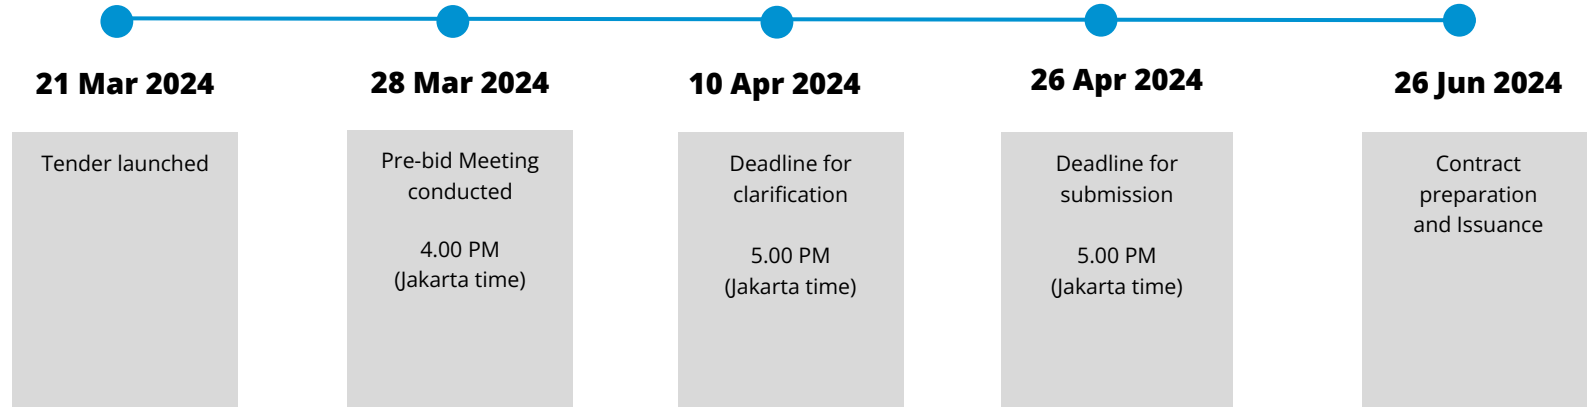 21 Mar 2024
Tender launched
28 Mar 2024
Pre-bid Meeting
conducted
4.00 PM
(Jakarta time)
10 Apr 2024
Deadline for
clarification
5.00 PM
(Jakarta time)
26 Apr 2024
Deadline for
submission
5.00 PM
(Jakarta time)
26 Jun 2024
Contract
preparation
and Issuance